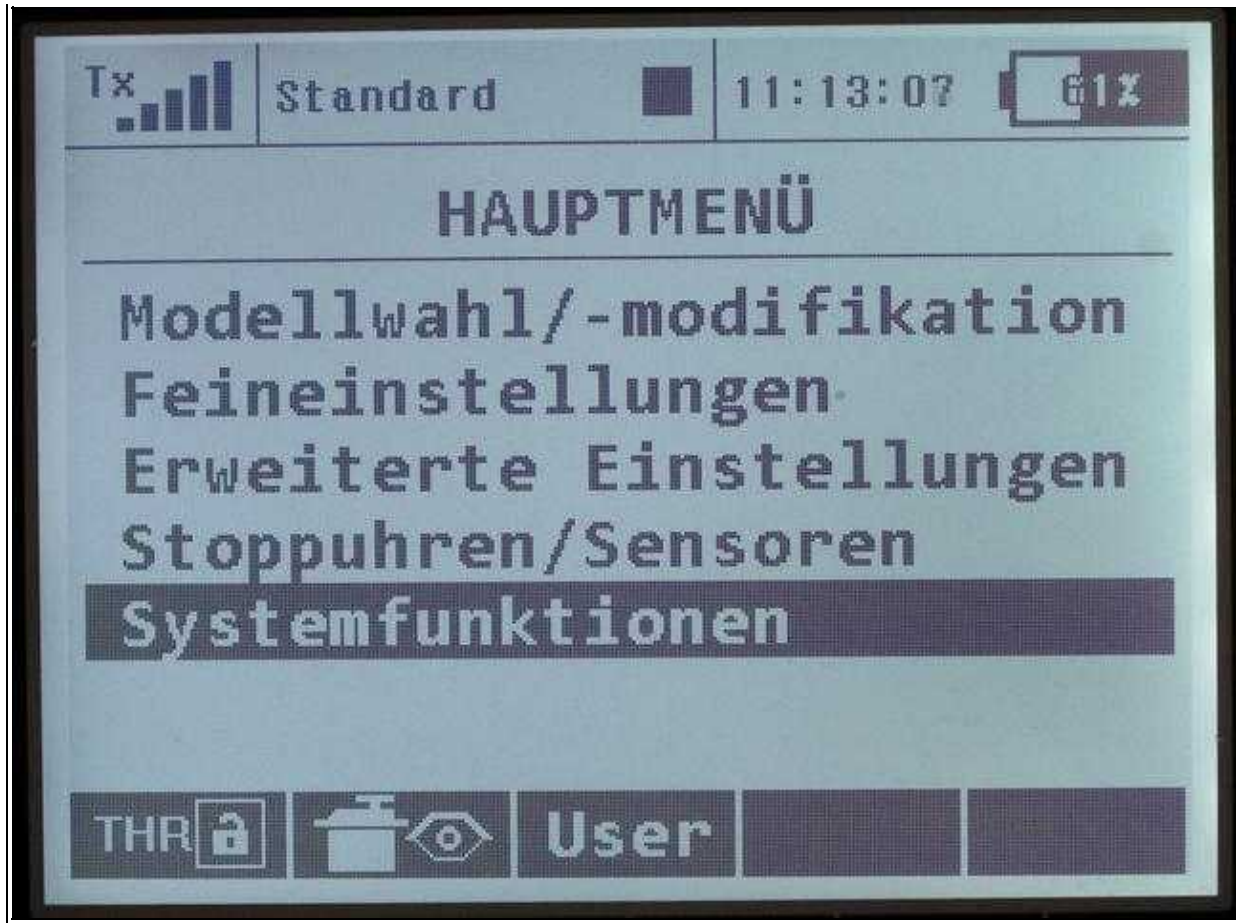 Tx Standard 11:13:07 61%
HAUPTMENÜ
Modellwahl/-modifikation
Feineinstellungen
Erweiterte Einstellungen
Stoppuhren/Sensoren
Systemfunktionen
THR User